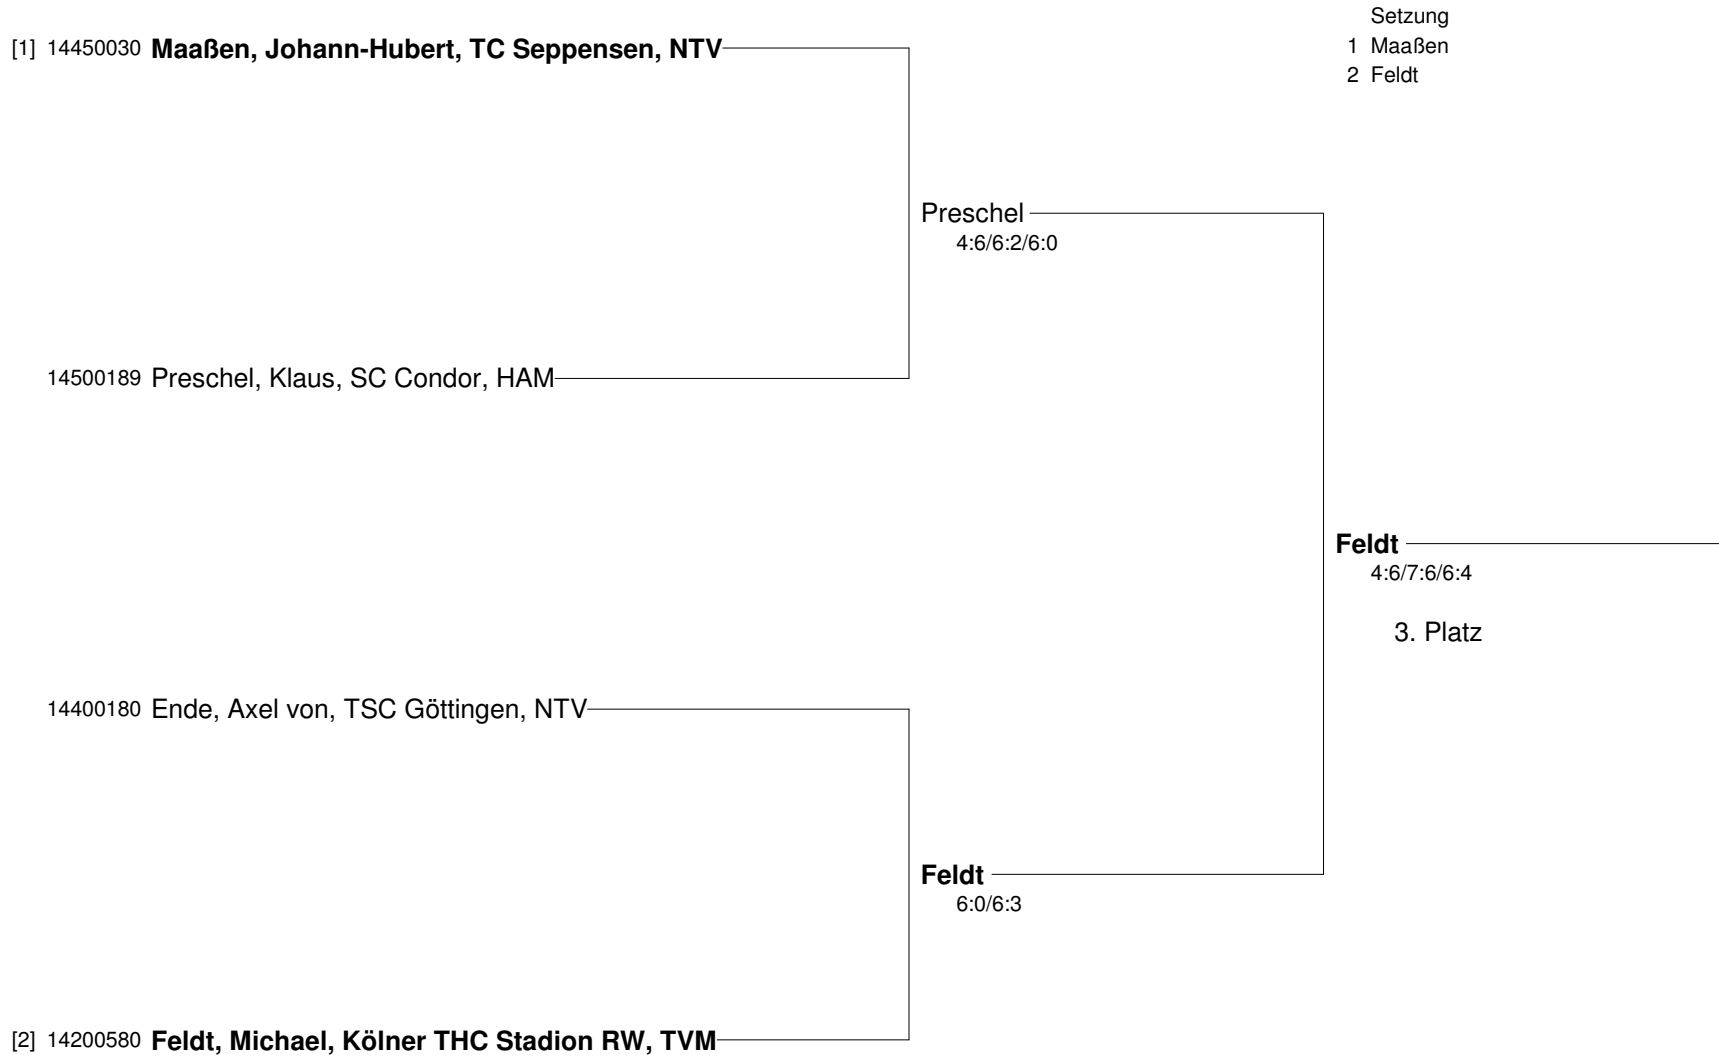 Setzung
1 Maaßen
2 Feldt
[1] 14450030 Maaßen, Johann-Hubert, TC Seppensen, NTV
Preschel
4:6/6:2/6:0
14500189 Preschel, Klaus, SC Condor, HAM
Feldt
4:6/7:6/6:4
3. Platz
14400180 Ende, Axel von, TSC Göttingen, NTV
Feldt
6:0/6:3
[2] 14200580 Feldt, Michael, Kölner THC Stadion RW, TVM